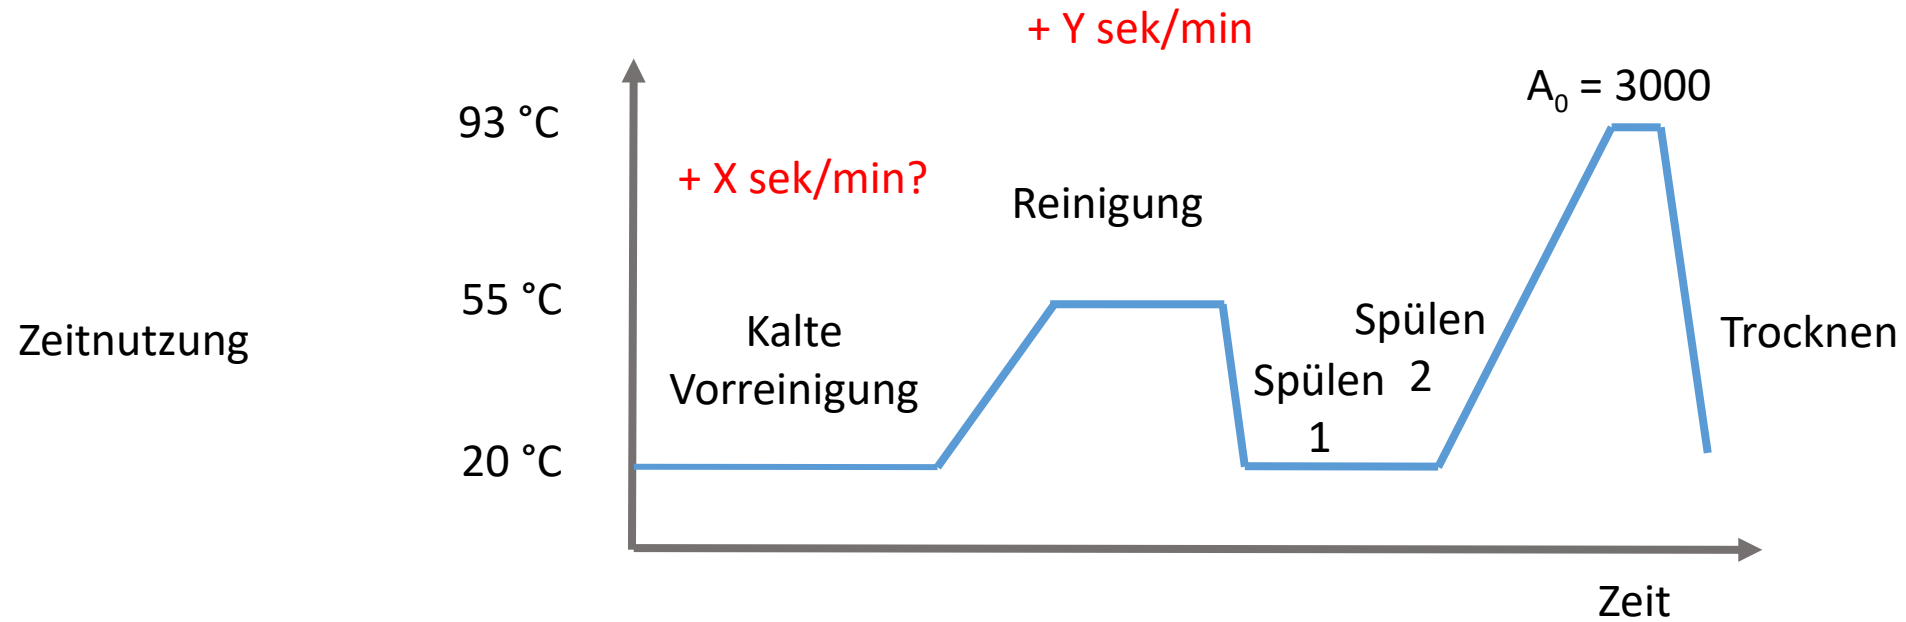 + Y sek/min
A₀ = 3000
93 °C
+ X sek/min?
Reinigung
55 °C
Zeitnutzung
Kalte
Vorreinigung
Spülen
1
Spülen
2
Trocknen
20 °C
Zeit